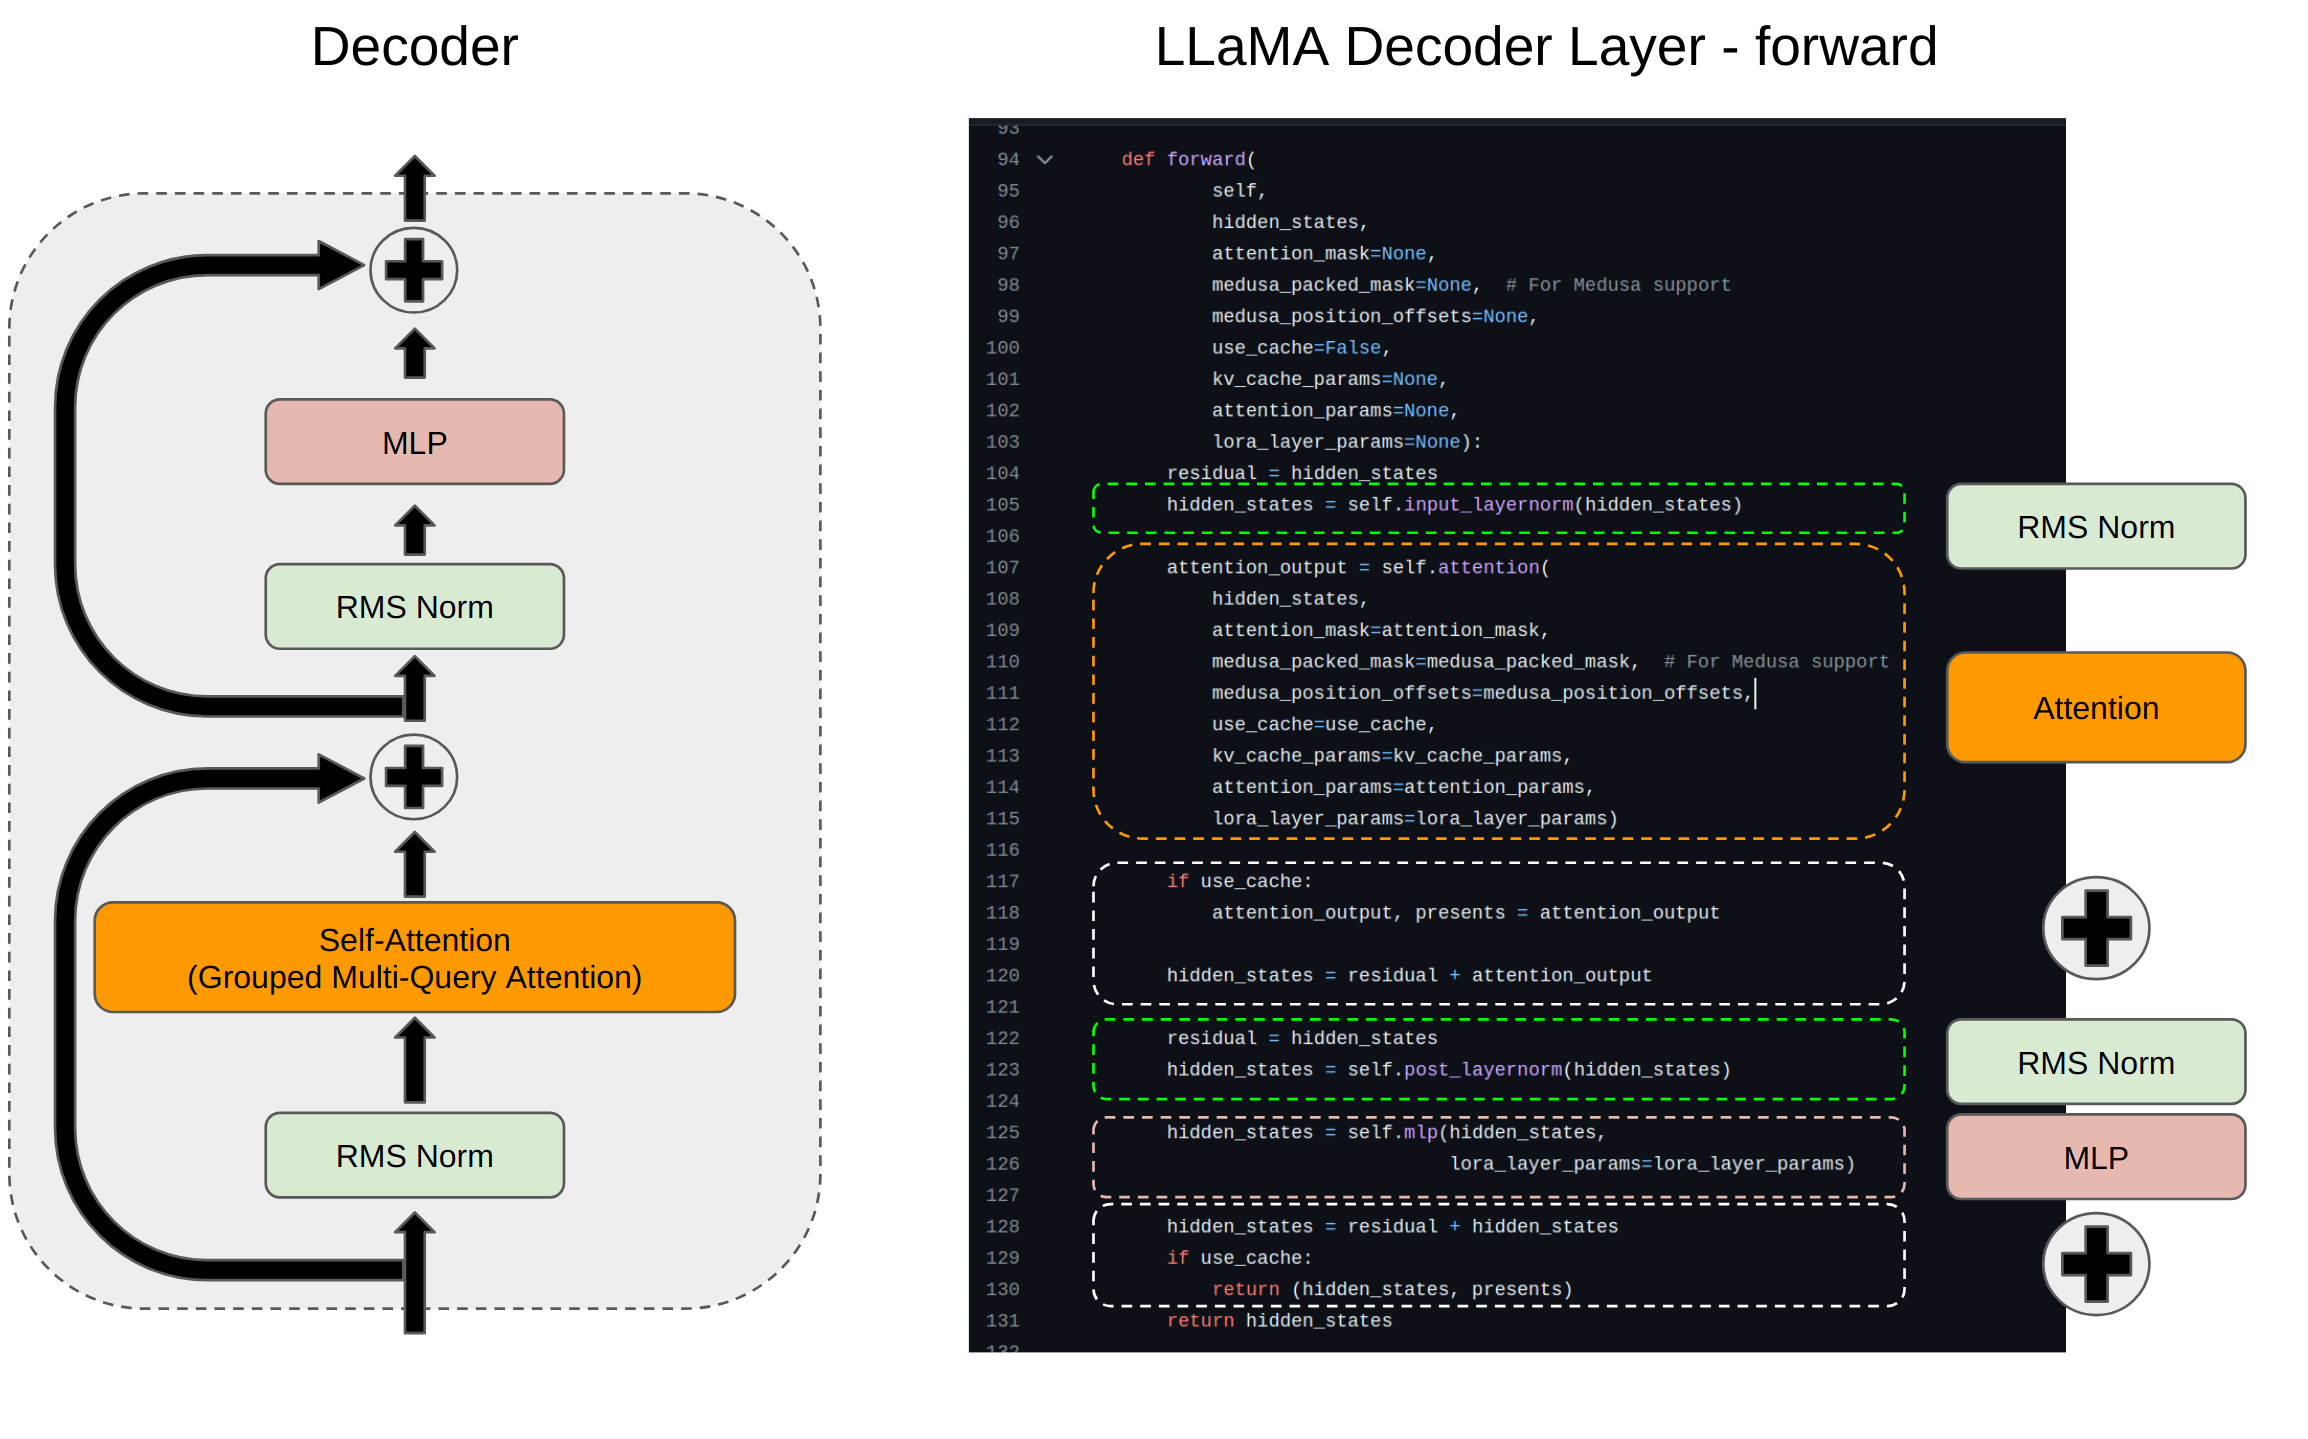 Decoder
MLP
RMS Norm
Self-Attention
(Grouped Multi-Query Attention)
RMS Norm
LLaMA Decoder Layer - forward
93
94 def forward(
95 self,
96 hidden_states,
97 attention_mask=None,
98 medusa_packed_mask=None,  # For Medusa support
99 medusa_position_offsets=None,
100 use_cache=False,
101 kv_cache_params=None,
102 attention_params=None,
103 lora_layer_params=None):
104 residual = hidden_states
105 hidden_states = self.input_layernorm(hidden_states)
106
107 attention_output = self.attention(
108 hidden_states,
109 attention_mask=attention_mask,
110 medusa_packed_mask=medusa_packed_mask,  # For Medusa support
111 medusa_position_offsets=medusa_position_offsets,
112 use_cache=use_cache,
113 kv_cache_params=kv_cache_params,
114 attention_params=attention_params,
115 lora_layer_params=lora_layer_params)
116
117 if use_cache:
118 attention_output, presents = attention_output
119
120 hidden_states = residual + attention_output
121
122 residual = hidden_states
123 hidden_states = self.post_layernorm(hidden_states)
124
125 hidden_states = self.mlp(hidden_states,
126 lora_layer_params=lora_layer_params)
127
128 hidden_states = residual + hidden_states
129 if use_cache:
130 return (hidden_states, presents)
131 return hidden_states
132
RMS Norm
Attention
RMS Norm
MLP